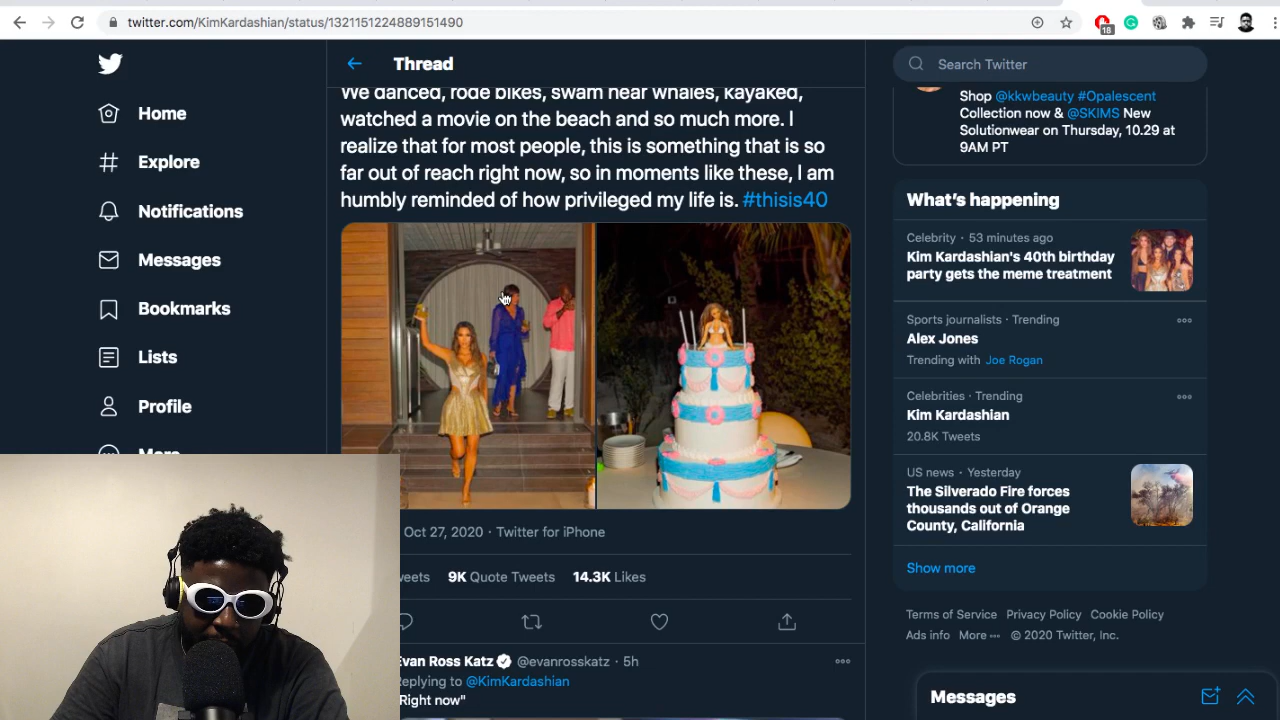 twitter.com/KimKardashian/status/1321151224889151490
18
Home
Explore
Notifications
Messages
Bookmarks
Lists
Profile
More
Thread
We danced, rode bikes, swam near whales, kayaked,
watched a movie on the beach and so much more. I
realize that for most people, this is something that is so
far out of reach right now, so in moments like these, I am
humbly reminded of how privileged my life is. #thisis40
Oct 27, 2020 · Twitter for iPhone
9K Quote Tweets 14.3K Likes
Evan Ross Katz @evanrosskatz · 5h
Replying to @KimKardashian
"Right now"
Search Twitter
Shop @kkwbeauty #Opalescent
Collection now & @SKIMS New
Solutionwear on Thursday, 10.29 at
9AM PT
What's happening
Celebrity · 53 minutes ago
Kim Kardashian's 40th birthday
party gets the meme treatment
Sports journalists · Trending
Alex Jones
Trending with Joe Rogan
Celebrities · Trending
Kim Kardashian
20.8K Tweets
US news · Yesterday
The Silverado Fire forces
thousands out of Orange
County, California
Show more
Terms of Service Privacy Policy Cookie Policy
Ads info More ··· © 2020 Twitter, Inc.
Messages